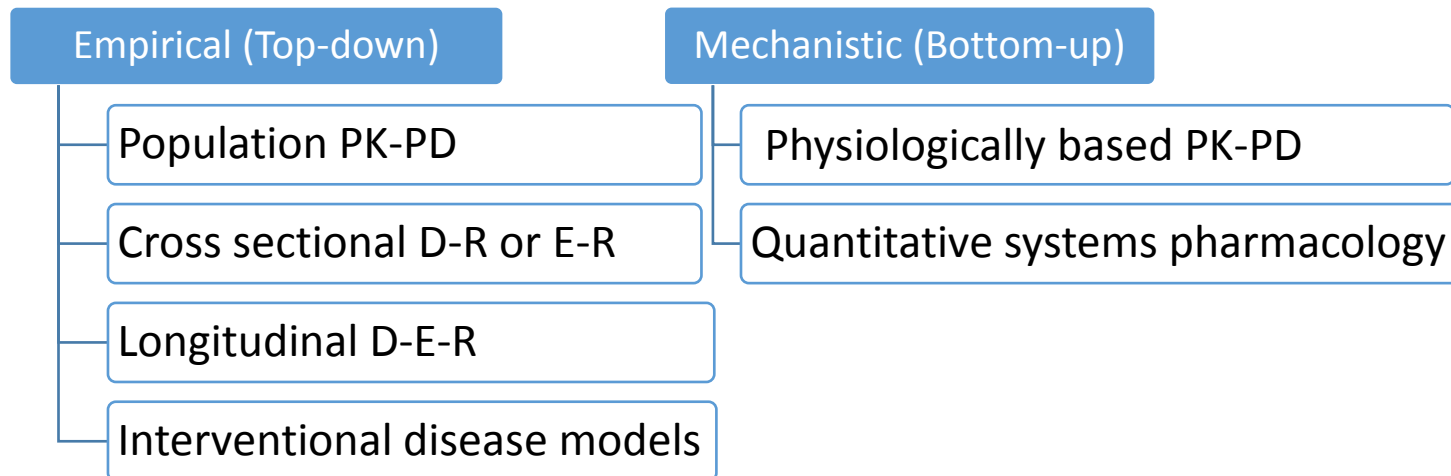 Empirical (Top-down)
Population PK-PD
Cross sectional D-R or E-R
Longitudinal D-E-R
Interventional disease models
Mechanistic (Bottom-up)
Physiologically based PK-PD
Quantitative systems pharmacology